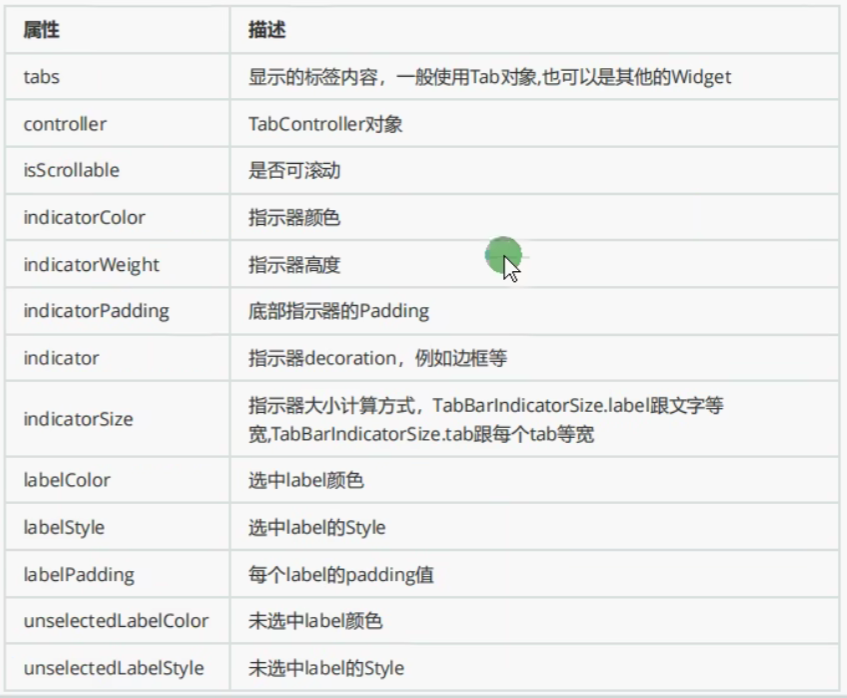 属性 描述
tabs 显示的标签内容，一般使用Tab对象,也可以是其他的Widget
controller TabController对象
isScrollable 是否可滚动
indicatorColor 指示器颜色
indicatorWeight 指示器高度
indicatorPadding 底部指示器的Padding
indicator 指示器decoration，例如边框等
indicatorSize 指示器大小计算方式，TabBarIndicatorSize.label跟文字等
宽,TabBarIndicatorSize.tab跟每个tab等宽
labelColor 选中label颜色
labelStyle 选中label的Style
labelPadding 每个label的padding值
unselectedLabelColor 未选中label颜色
unselectedLabelStyle 未选中label的Style